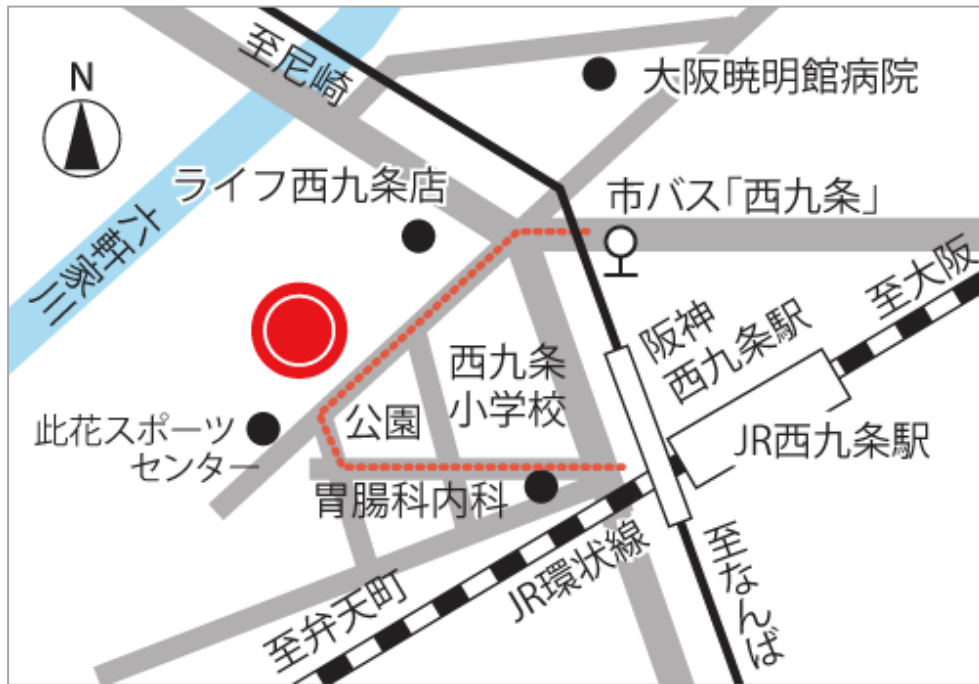 N
至尼崎
大阪暁明館病院
ライフ西九条店
市バス「西九条」
六軒家川
至大阪
阪神
西九条駅
西九条
小学校
公園
此花スポーツ
センター
JR西九条駅
胃腸科内科
JR環状線
至なんば
至弁天町